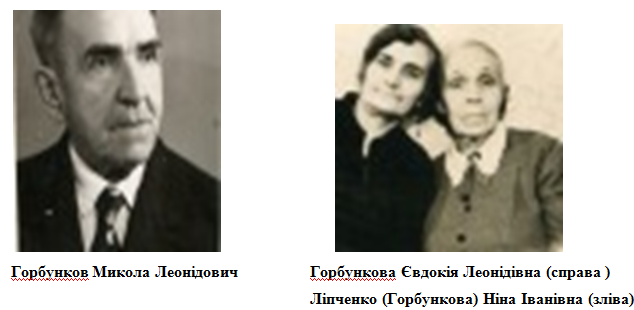 Горбунков Микола Леонідович
Горбункова Євдокія Леонідівна (справа )
Ліпченко (Горбункова) Ніна Іванівна (зліва)